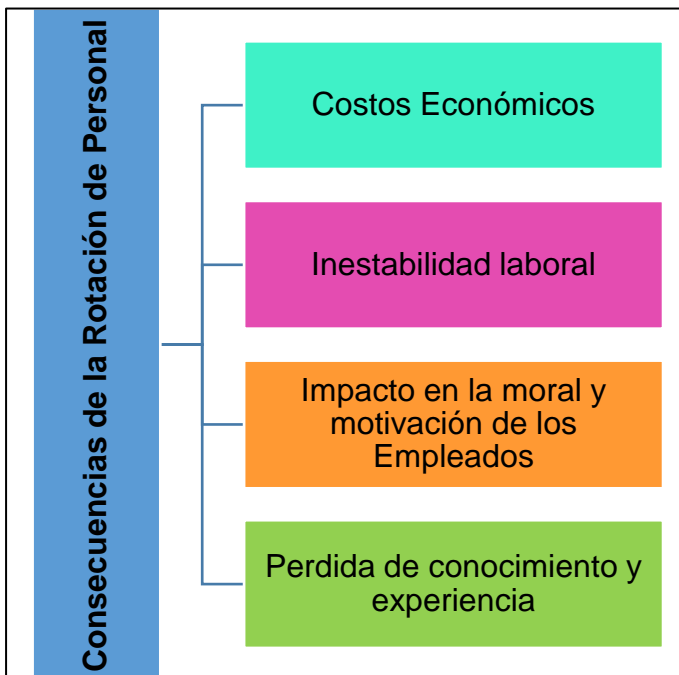 Consecuencias de la Rotación de Personal
Costos Económicos
Inestabilidad laboral
Impacto en la moral y
motivación de los
Empleados
Perdida de conocimiento y
experiencia